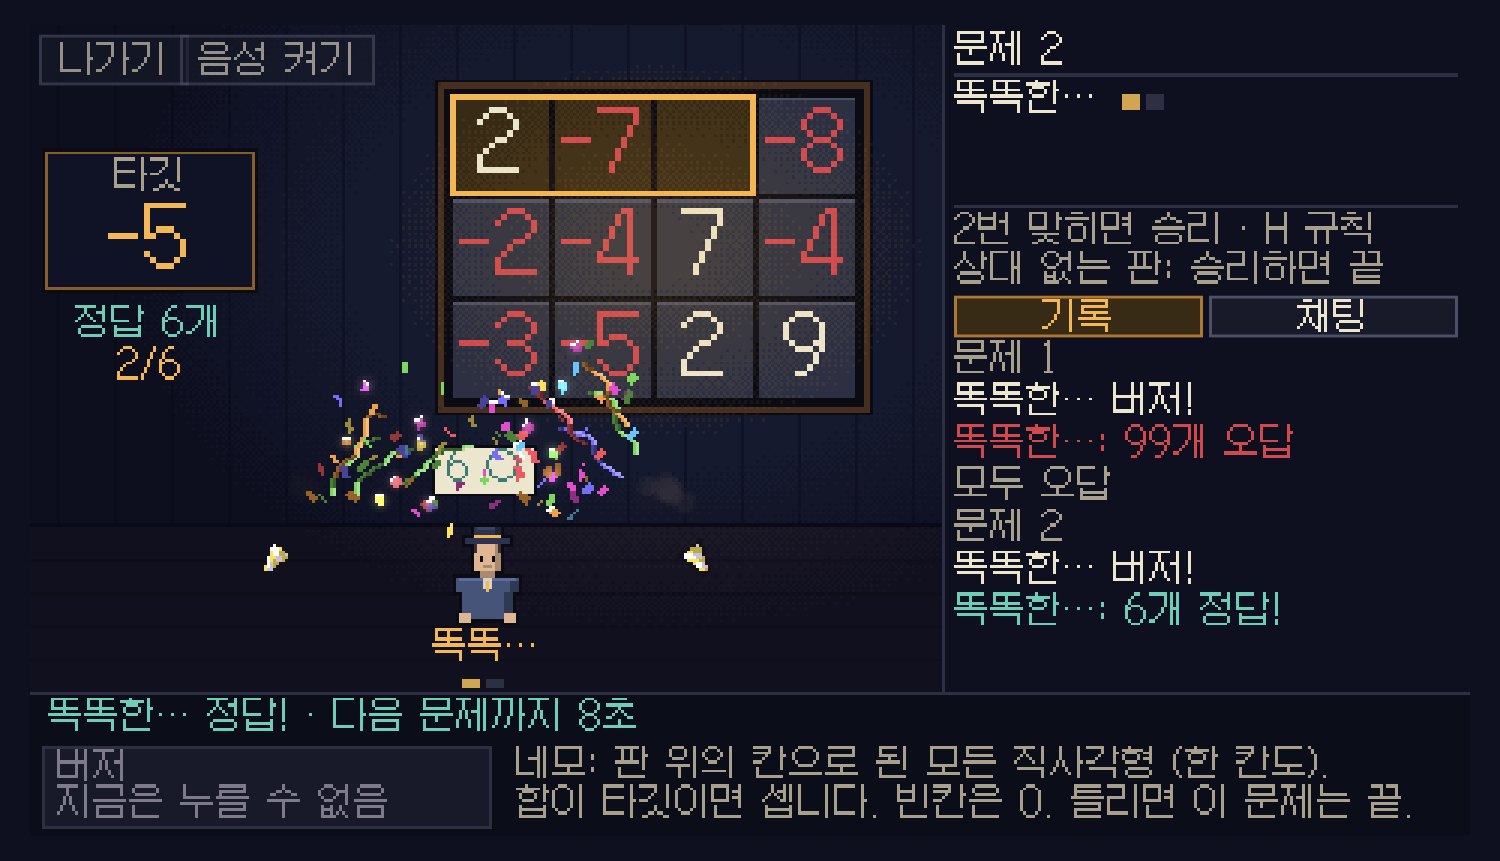 나가기
음성 켜기
타깃
-5
정답 6개
2/6
2 -7 -8
-2 -4 7 -4
-3 -5 2 9
똑똑…
문제 2
똑똑한…
2번 맞히면 승리 · H 규칙
상대 없는 판: 승리하면 끝
기록
채팅
문제 1
똑똑한… 버저!
똑똑한…: 99개 오답
모두 오답
문제 2
똑똑한… 버저!
똑똑한…: 6개 정답!
똑똑한… 정답! · 다음 문제까지 8초
버저
지금은 누를 수 없음
네모: 판 위의 칸으로 된 모든 직사각형 (한 칸도).
합이 타깃이면 셉니다. 빈칸은 0. 틀리면 이 문제는 끝.